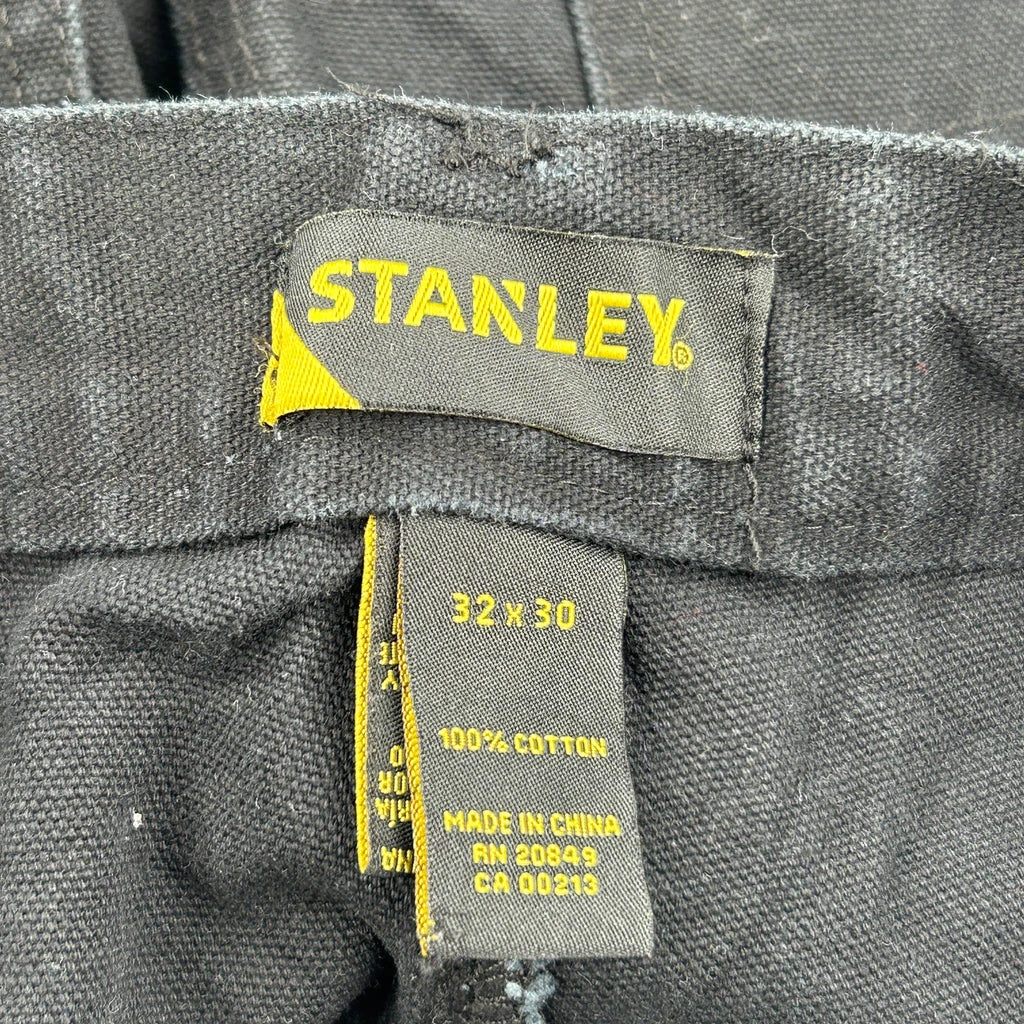 STANLEY®
32 x 30
100% COTTON
MADE IN CHINA
RN 20849
CA 00213